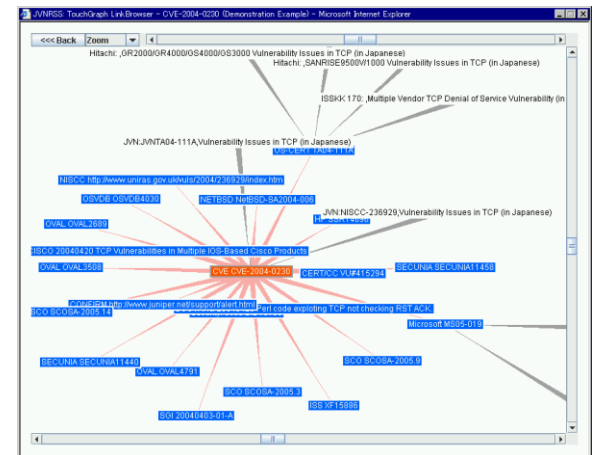 JVNRSS: TouchGraph LinkBrowser - CVE-2004-0230 (Demonstration Example) - Microsoft Internet Explorer
<<< Back Zoom
Hitachi: ,GR2000/GR4000/GS4000/GS3000 Vulnerability Issues in TCP (in Japanese)
Hitachi: ,SANRISE9500V/1000 Vulnerability Issues in TCP (in Japanese)
ISSKK 170: ,Multiple Vendor TCP Denial of Service Vulnerability (in
JVN:JVNTA04-111A,Vulnerability Issues in TCP (in Japanese)
US-CERT TA04-111A
NISCC http://www.uniras.gov.uk/vuls/2004/236929/index.htm
OSVDB OSVDB4030
NETBSD NetBSD-SA2004-006
JVN:NISCC-236929,Vulnerability Issues in TCP (in Japanese)
OVAL OVAL2689
CISCO 20040420 TCP Vulnerabilities in Multiple IOS-Based Cisco Products
OVAL OVAL3508
CVE CVE-2004-0230
CERT/CC VU#415294
SECUNIA SECUNIA11458
CONFIRM http://www.juniper.net/support/alert.html
Perl code exploting TCP not checking RST ACK.
SCO SCOSA-2005.14
Microsoft MS05-019
SECUNIA SECUNIA11440
SCO SCOSA-2005.9
OVAL OVAL4791
SCO SCOSA-2005.3
ISS XF15886
SGI 20040403-01-A